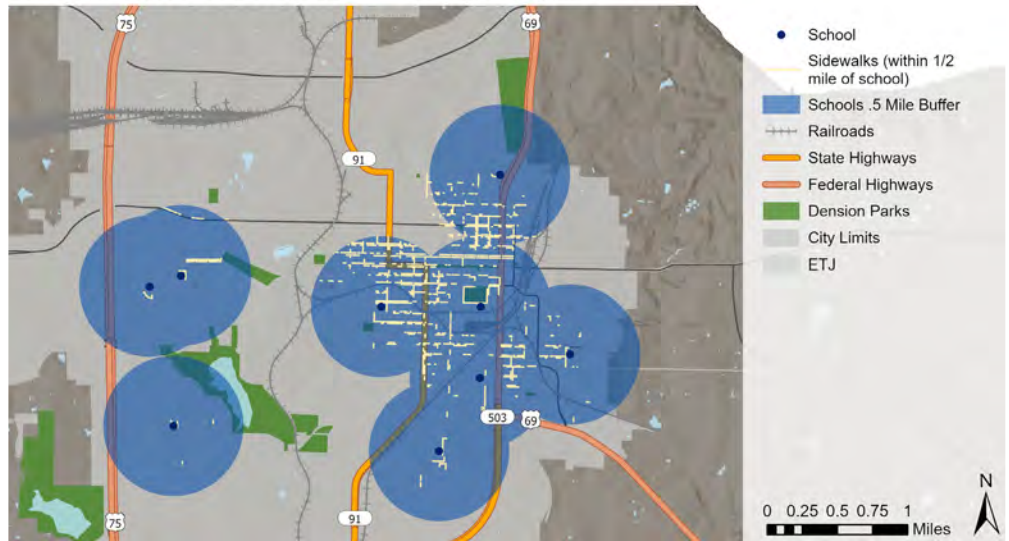 75
69
91
503
69
75
91
School
Sidewalks (within 1/2
mile of school)
Schools .5 Mile Buffer
Railroads
State Highways
Federal Highways
Dension Parks
City Limits
ETJ
N
0 0.25 0.5 0.75 1
Miles